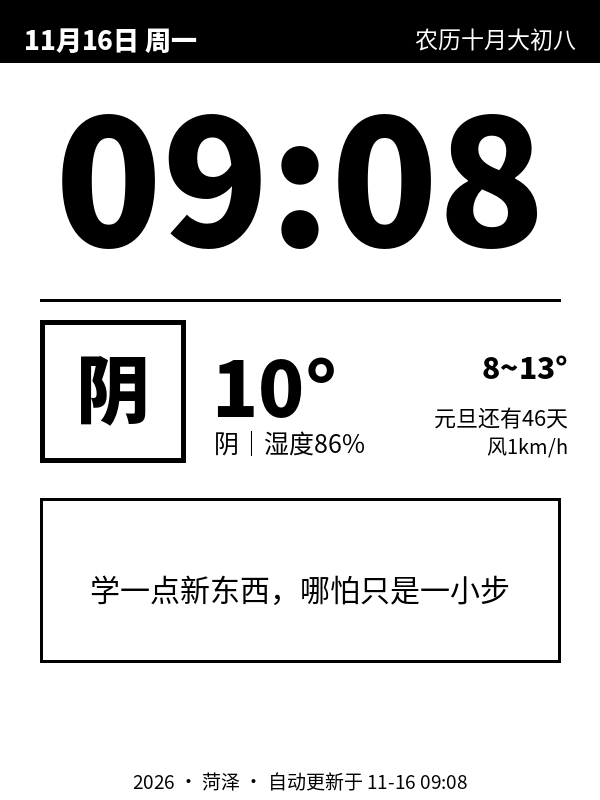 11月16日 周一
农历十月大初八
09:08
阴
10°
阴｜湿度86%
8~13°
元旦还有46天
风1km/h
学一点新东西，哪怕只是一小步
2026 • 菏泽 • 自动更新于 11-16 09:08